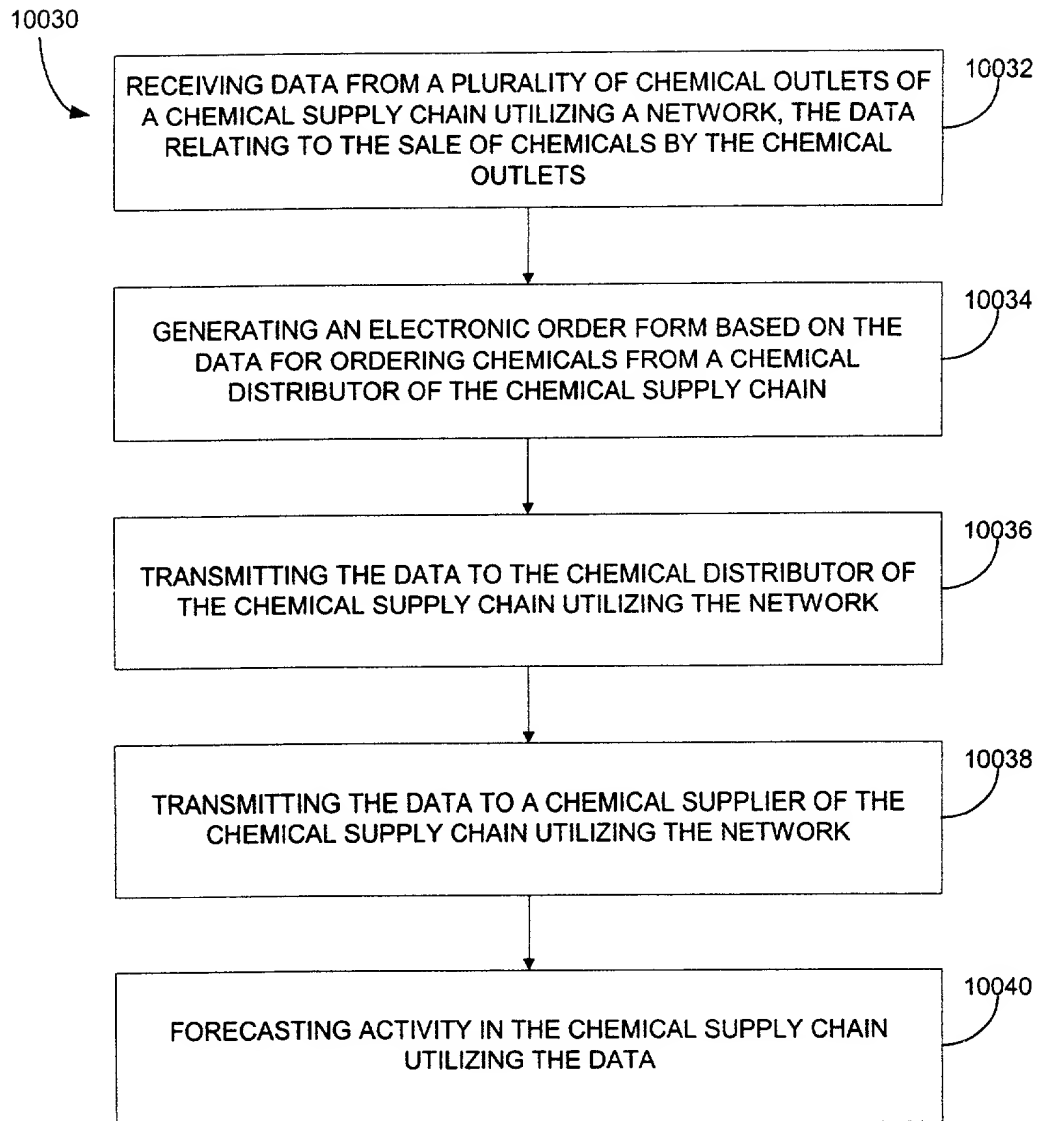 10030
10032
RECEIVING DATA FROM A PLURALITY OF CHEMICAL OUTLETS OF
A CHEMICAL SUPPLY CHAIN UTILIZING A NETWORK, THE DATA
RELATING TO THE SALE OF CHEMICALS BY THE CHEMICAL
OUTLETS
10034
GENERATING AN ELECTRONIC ORDER FORM BASED ON THE
DATA FOR ORDERING CHEMICALS FROM A CHEMICAL
DISTRIBUTOR OF THE CHEMICAL SUPPLY CHAIN
10036
TRANSMITTING THE DATA TO THE CHEMICAL DISTRIBUTOR OF
THE CHEMICAL SUPPLY CHAIN UTILIZING THE NETWORK
10038
TRANSMITTING THE DATA TO A CHEMICAL SUPPLIER OF THE
CHEMICAL SUPPLY CHAIN UTILIZING THE NETWORK
10040
FORECASTING ACTIVITY IN THE CHEMICAL SUPPLY CHAIN
UTILIZING THE DATA